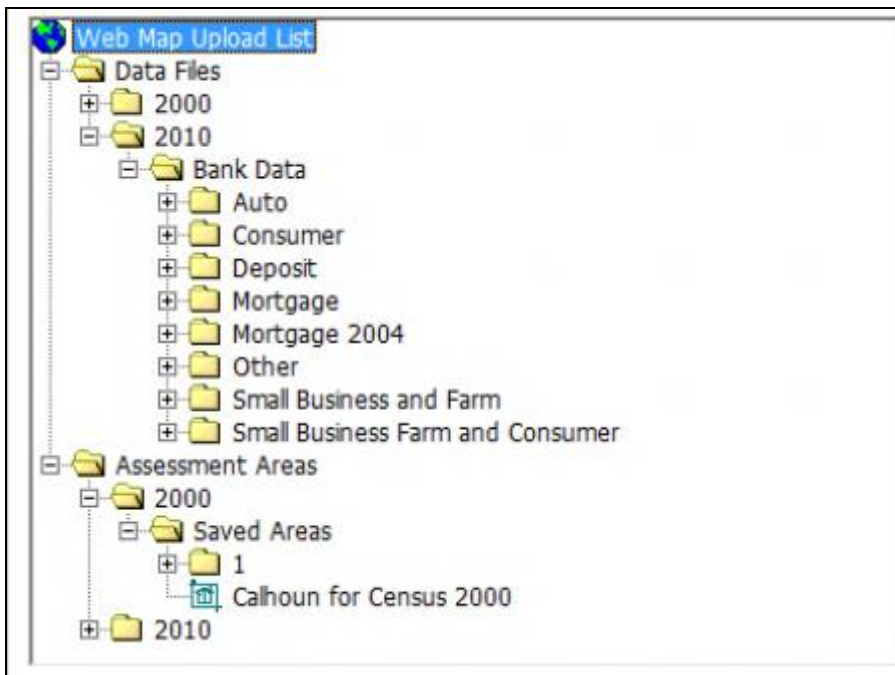 Web Map Upload List
Data Files
2000
2010
Bank Data
Auto
Consumer
Deposit
Mortgage
Mortgage 2004
Other
Small Business and Farm
Small Business Farm and Consumer
Assessment Areas
2000
Saved Areas
1
Calhoun for Census 2000
2010